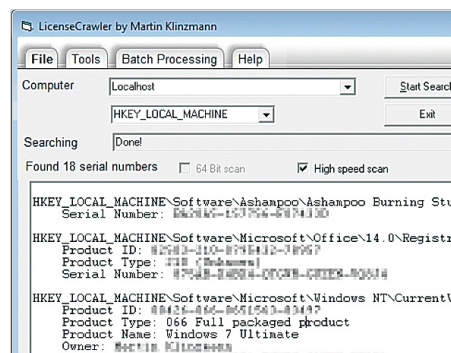 LicenseCrawler by Martin Klinzmann
File Tools Batch Processing Help
Computer Localhost Start Searc
HKEY_LOCAL_MACHINE Exit
Searching Done!
Found 18 serial numbers 64 Bit scan High speed scan
HKEY_LOCAL_MACHINE\Software\Ashampoo\Ashampoo Burning Stu
Serial Number:
HKEY_LOCAL_MACHINE\Software\Microsoft\Office\14.0\Registr
Product ID:
Product Type:
Serial Number:
HKEY_LOCAL_MACHINE\Software\Microsoft\Windows NT\CurrentV
Product ID:
Product Type: 066 Full packaged product
Product Name: Windows 7 Ultimate
Owner: